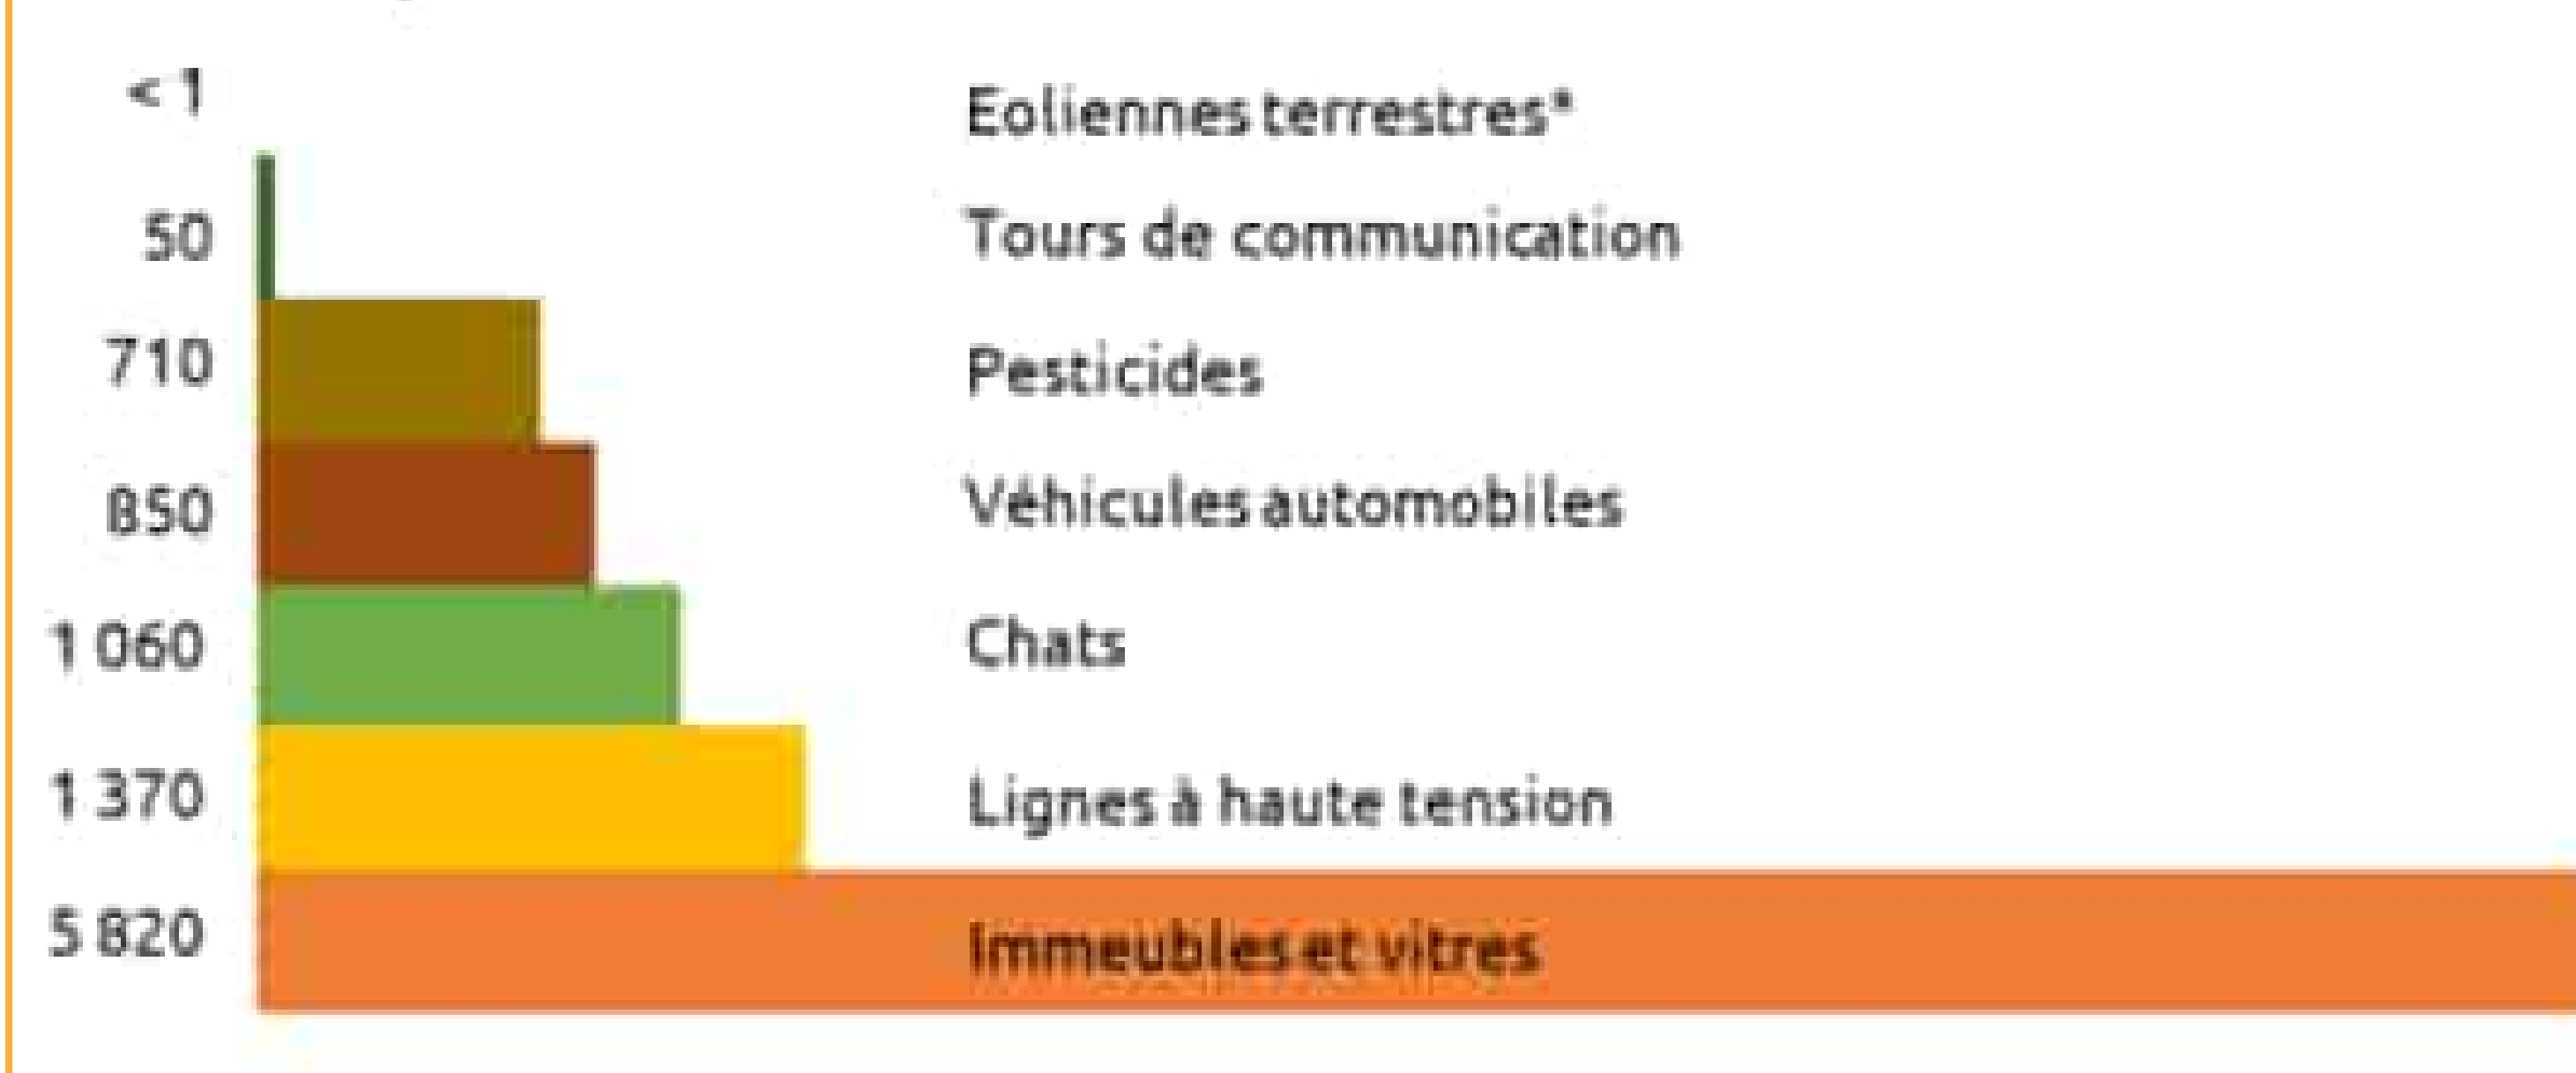 < 1 Eoliennes terrestres*
50 Tours de communication
710 Pesticides
850 Véhicules automobiles
1 060 Chats
1 370 Lignes à haute tension
5 820 Immeubles et vitres